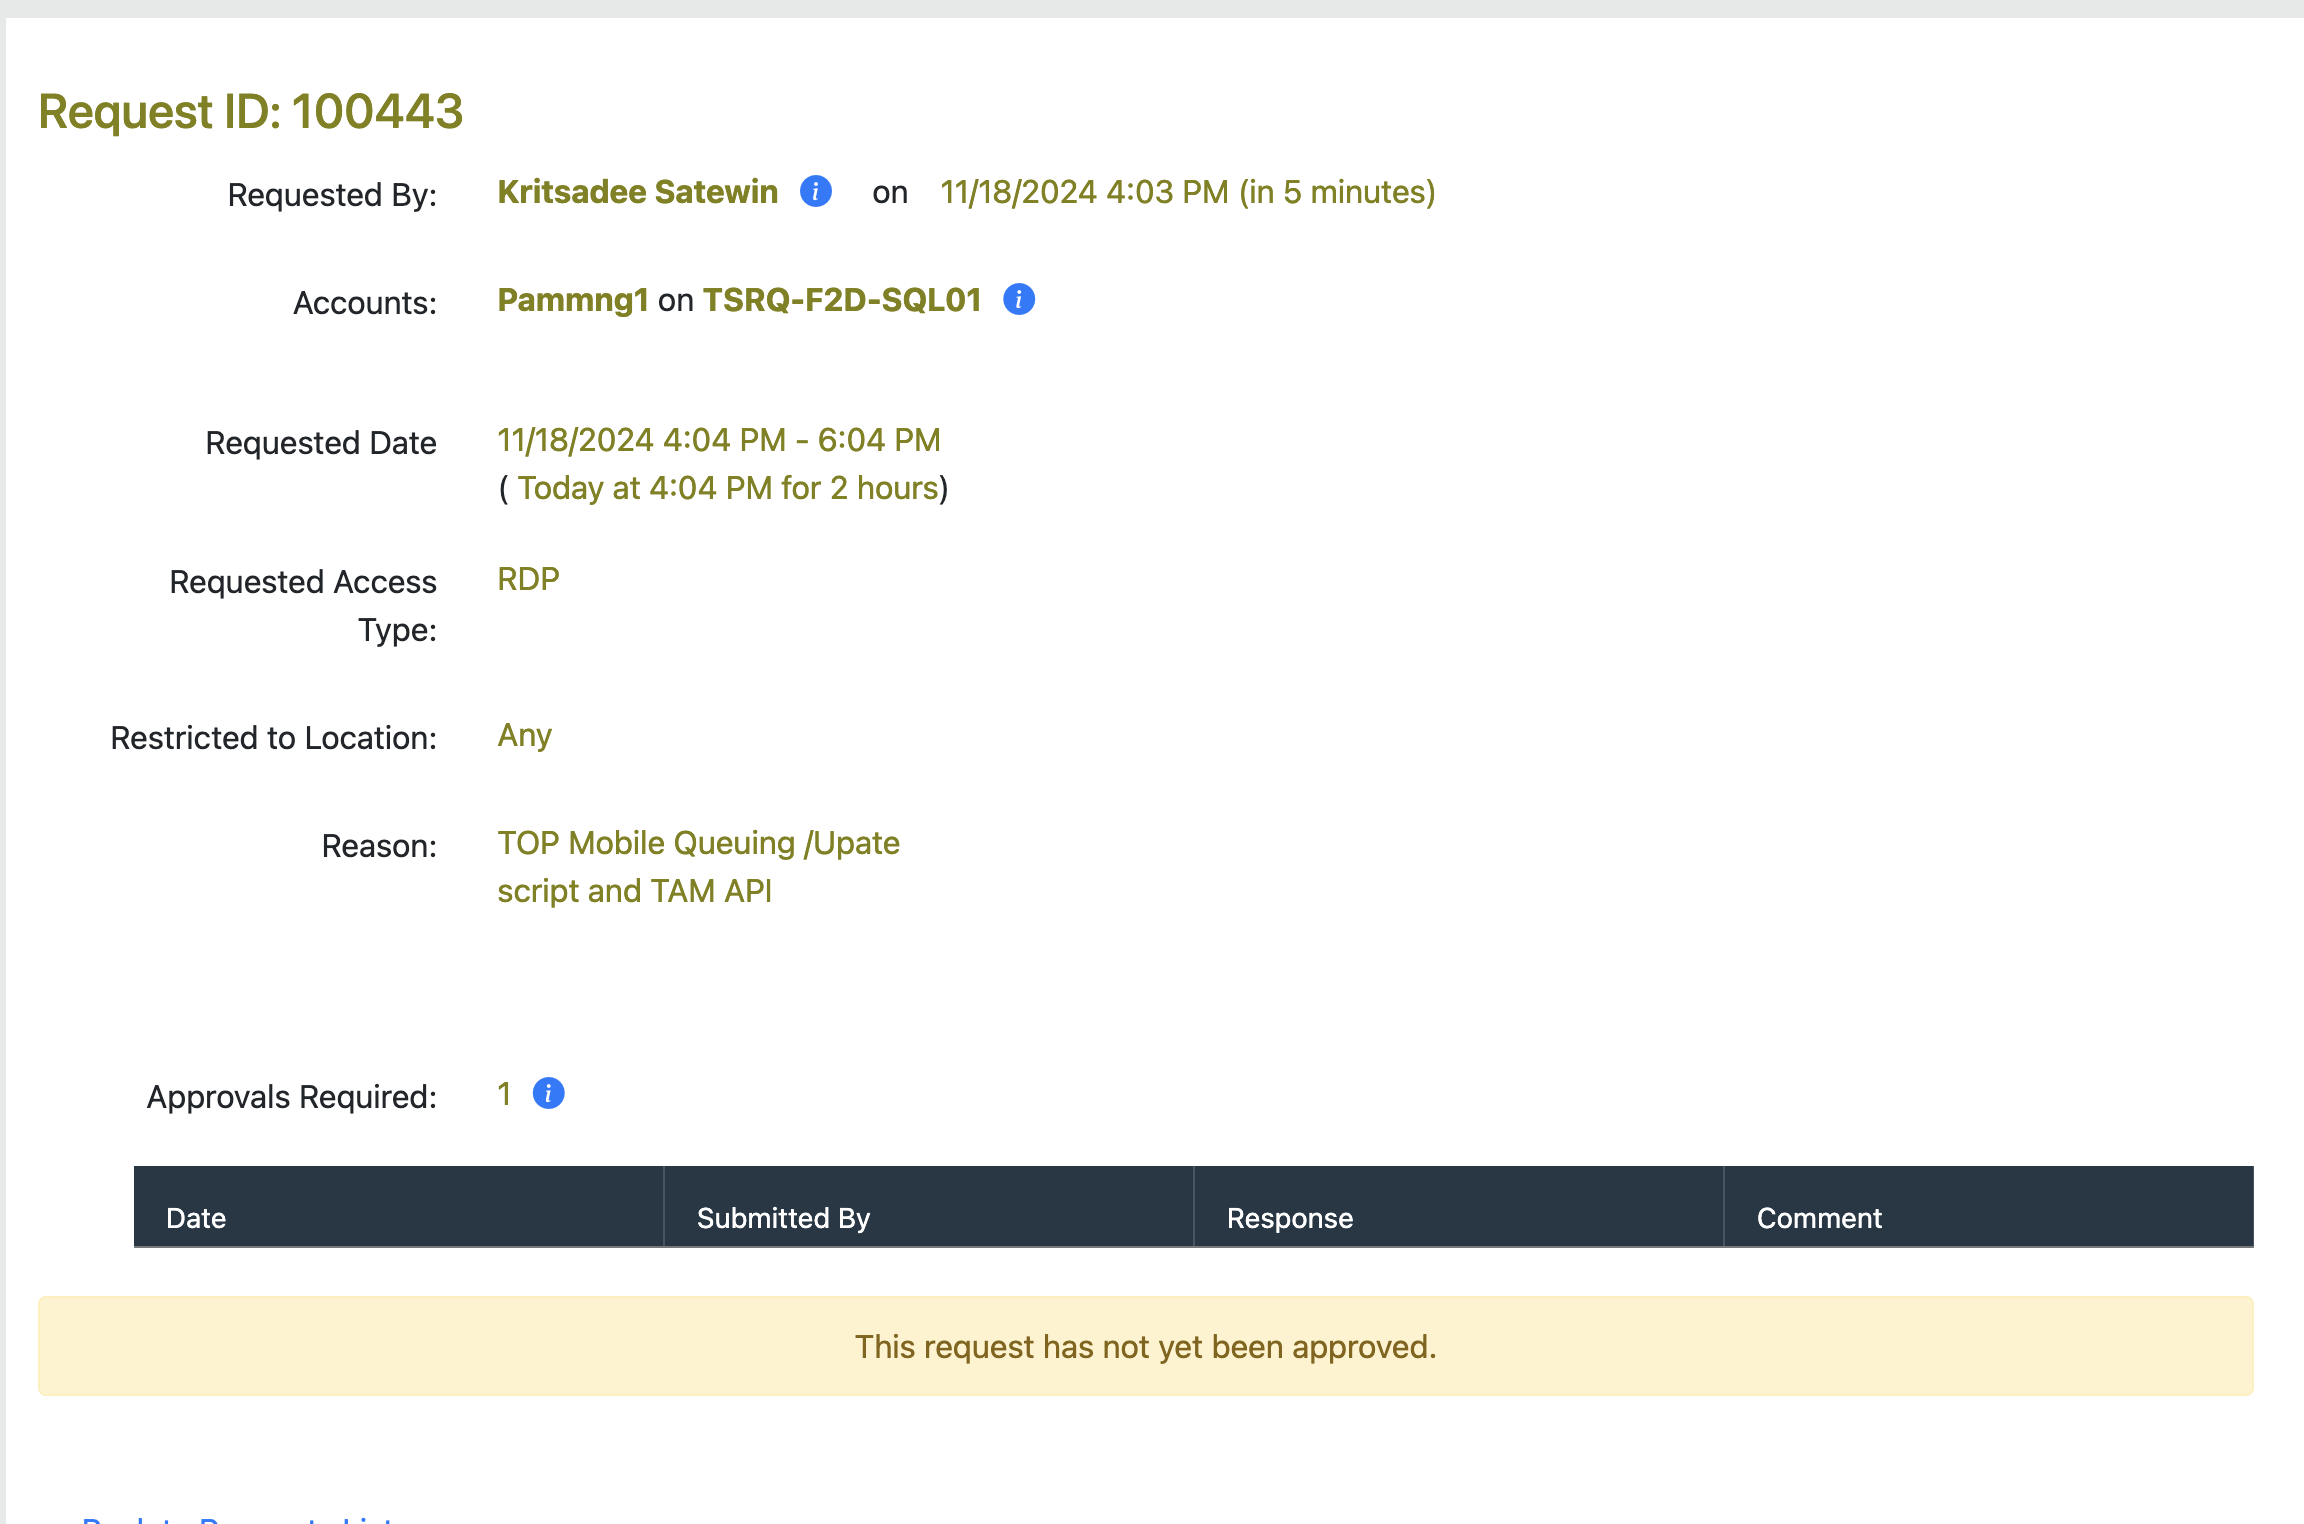 Request ID: 100443
Requested By: Kritsadee Satewin i on 11/18/2024 4:03 PM (in 5 minutes)
Accounts: Pammng1 on TSRQ-F2D-SQL01 i
Requested Date 11/18/2024 4:04 PM - 6:04 PM
( Today at 4:04 PM for 2 hours)
Requested Access RDP
Type:
Restricted to Location: Any
Reason: TOP Mobile Queuing /Upate
script and TAM API
Approvals Required: 1 i
Date Submitted By Response Comment
This request has not yet been approved.